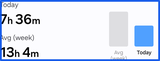 Today
7h 36m
Avg (week)
13h 4m
Avg
(week)
Today